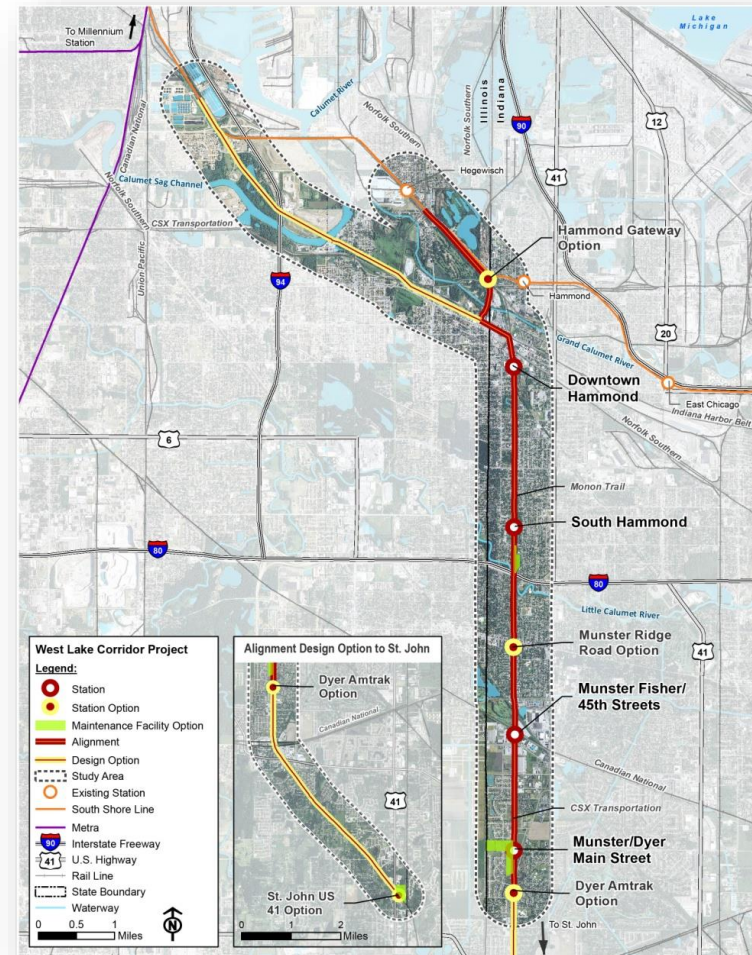 Lake
Michigan
To Millennium
Station
Canadian National
Norfolk Southern
Calumet River
Norfolk Southern
Illinois
Indiana
Norfolk Southern
90
41
12
Calumet Sag Channel
CSX Transportation
Union Pacific
Hegewisch
Hammond Gateway
Option
94
Hammond
20
Grand Calumet River
East Chicago
Indiana Harbor Belt
Norfolk Southern
Downtown
Hammond
6
Monon Trail
South Hammond
80
80
Little Calumet River
Munster Ridge
Road Option
41
Munster Fisher/
45th Streets
Canadian National
CSX Transportation
Munster/Dyer
Main Street
Dyer Amtrak
Option
To St. John
West Lake Corridor Project
Legend:
Station
Station Option
Maintenance Facility Option
Alignment
Design Option
Study Area
Existing Station
South Shore Line
Metra
90 Interstate Freeway
41 U.S. Highway
Rail Line
State Boundary
Waterway
0 0.5 1
Miles
N
Alignment Design Option to St. John
Dyer Amtrak
Option
Canadian National
41
St. John US
41 Option
0 1 2
Miles